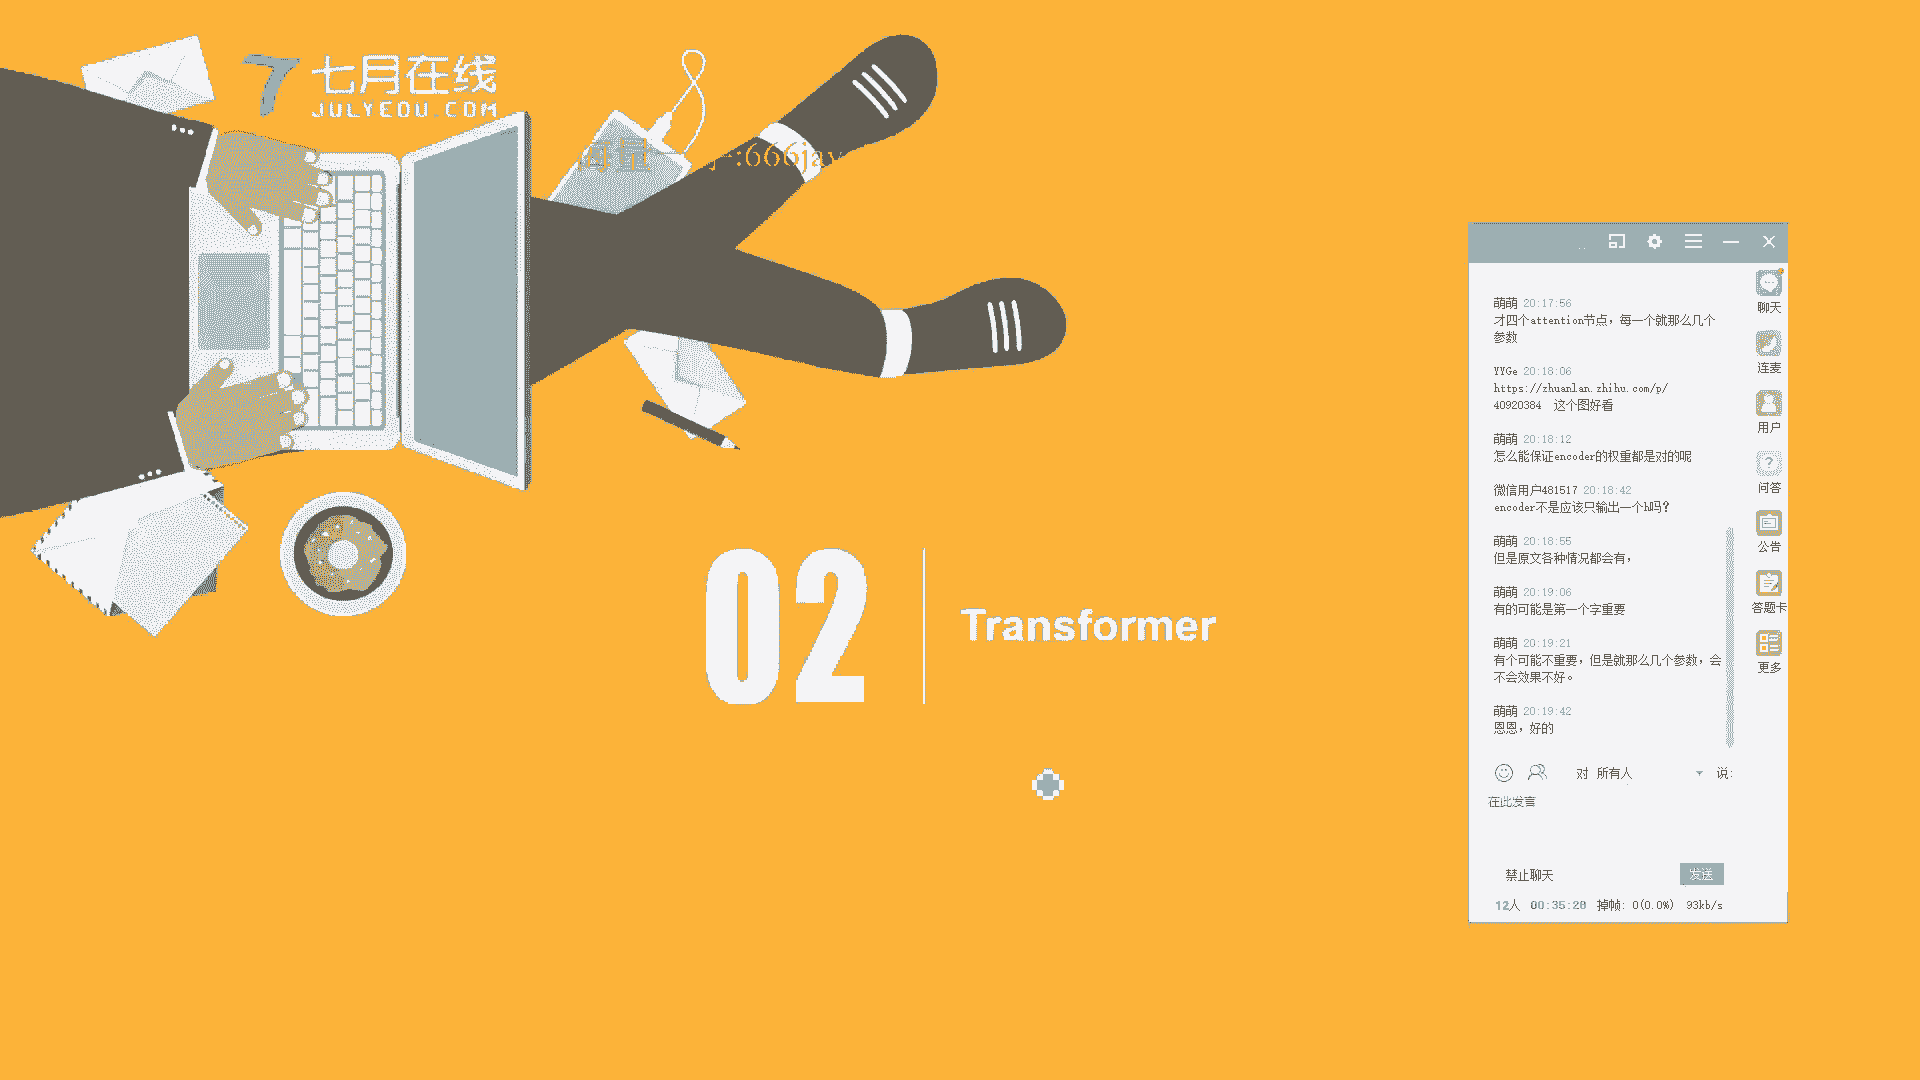 七月在线
JULYEDU.COM
:666jav
02
Transformer
萌萌 20:17:56
才四个attention节点，每一个就那么几个
参数
YYGe 20:18:06
https://zhuanlan.zhihu.com/p/
40920384 这个图好看
萌萌 20:18:12
怎么能保证encoder的权重都是对的呢
微信用户481517 20:18:42
encoder不是应该只输出一个h吗？
萌萌 20:18:55
但是原文各种情况都会有，
萌萌 20:19:06
有的可能是第一个字重要
萌萌 20:19:21
有个可能不重要，但是就那么几个参数，会
不会效果不好。
萌萌 20:19:42
恩恩，好的
对 所有人 说:
在此发言
禁止聊天 发送
12人 00:35:20 掉帧: 0(0.0%) 93kb/s
聊天
连麦
用户
?
问答
公告
答题卡
更多